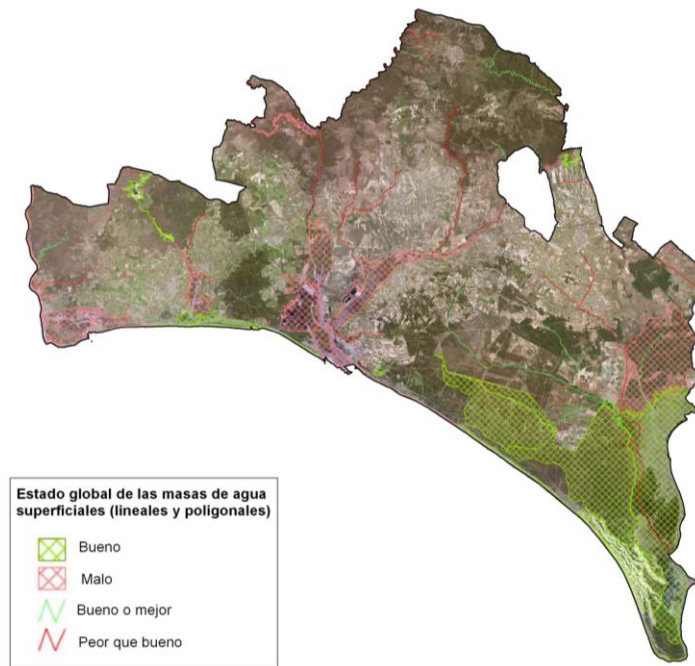 Estado global de las masas de agua
superficiales (lineales y poligonales)
Bueno
Malo
Bueno o mejor
Peor que bueno